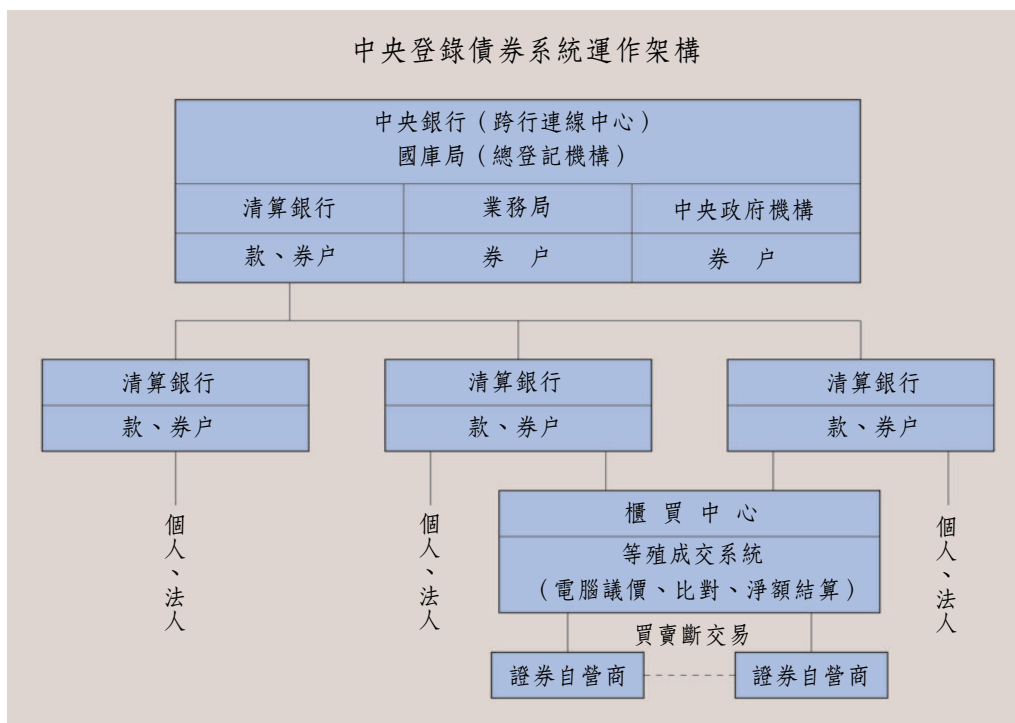 中央登錄債券系統運作架構
中央銀行（跨行連線中心）
國庫局（總登記機構）
清算銀行
業務局
中央政府機構
款、券户
券 户
券 户
清算銀行
清算銀行
清算銀行
款、券户
款、券户
款、券户
個人、法人
個人、法人
櫃買中心
等殖成交系統
（電腦議價、比對、淨額結算）
個人、法人
買賣斷交易
證券自營商
證券自營商